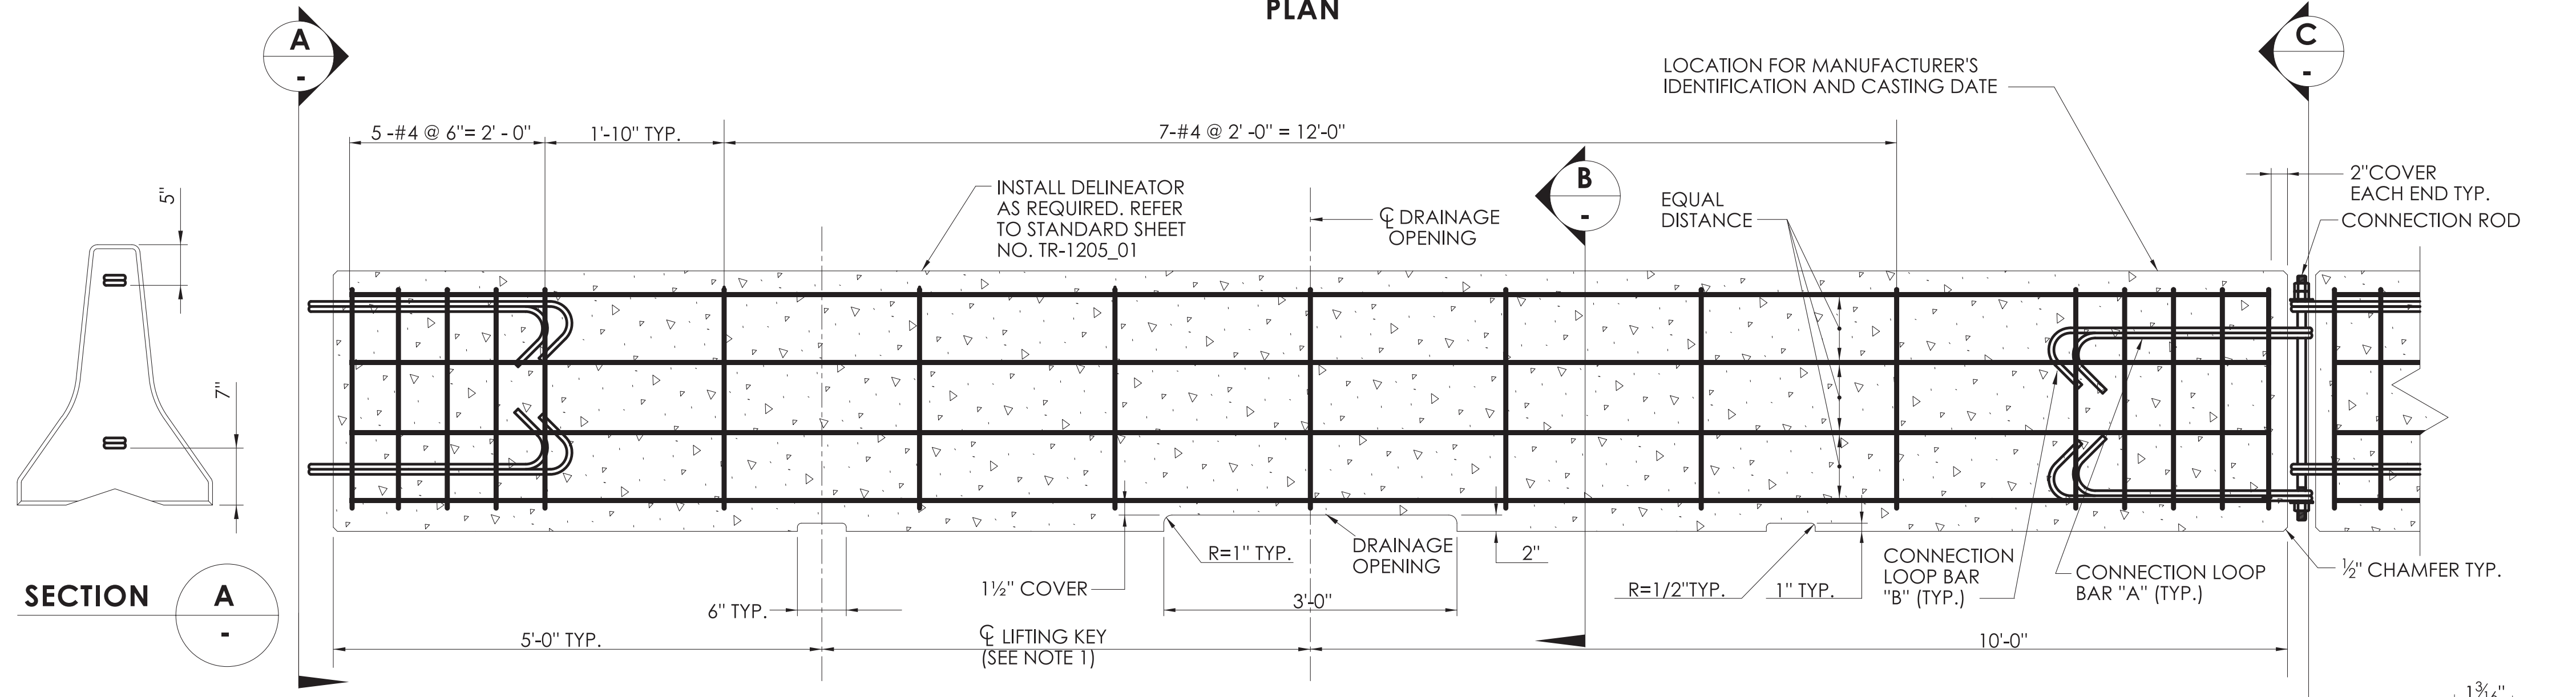 PLAN
A
-
C
-
LOCATION FOR MANUFACTURER'S
IDENTIFICATION AND CASTING DATE
5 -#4 @ 6"= 2' - 0"
1'-10" TYP.
7-#4 @ 2' -0" = 12'-0"
B
-
2"COVER
EACH END TYP.
CONNECTION ROD
5"
INSTALL DELINEATOR
AS REQUIRED. REFER
TO STANDARD SHEET
NO. TR-1205_01
℄ DRAINAGE
OPENING
EQUAL
DISTANCE
7"
R=1" TYP.
DRAINAGE
OPENING
2"
1½" COVER
CONNECTION
LOOP BAR
"B" (TYP.)
CONNECTION LOOP
BAR "A" (TYP.)
½" CHAMFER TYP.
SECTION
A
-
6" TYP.
3'-0"
R=1/2"TYP.
1" TYP.
5'-0" TYP.
℄ LIFTING KEY
(SEE NOTE 1)
10'-0"
1³⁄₁₆"